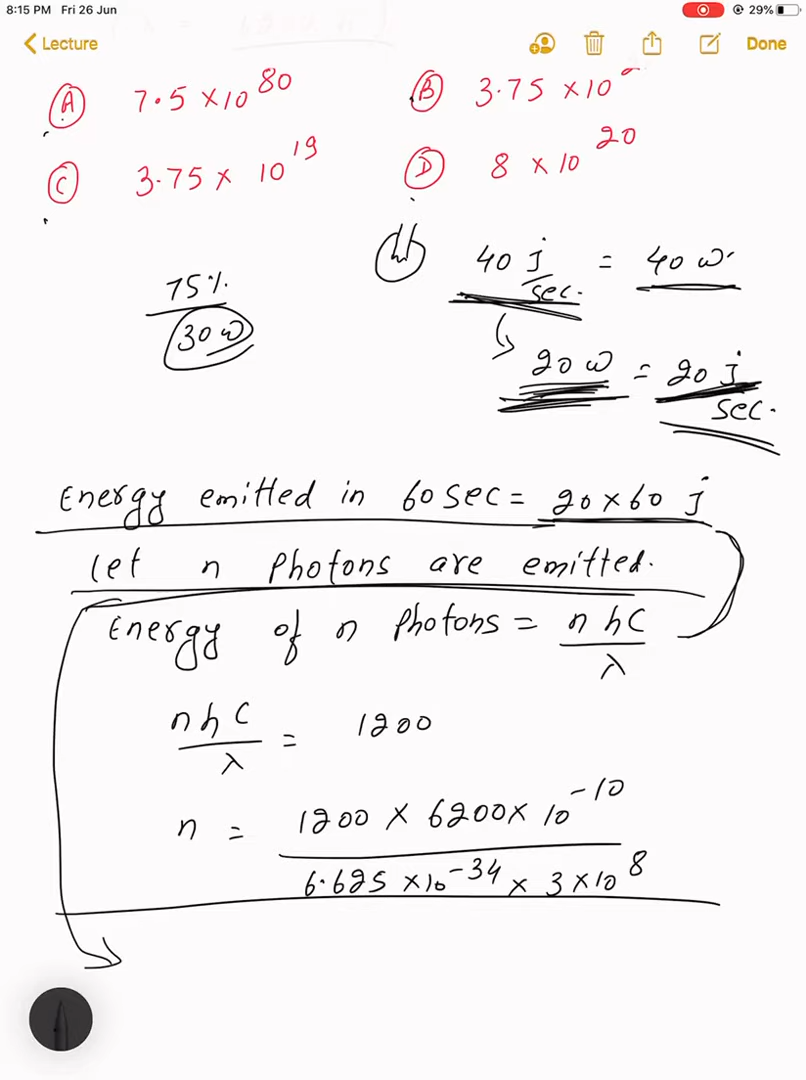 8:15 PM Fri 26 Jun 29%
Lecture Done
(A) 7.5 × 10^80 (B) 3.75 × 10
(C) 3.75 × 10^19 (D) 8 × 10^20
40 j/sec. = 40 w.
75%
30 w
20 w = 20 j/sec.
Energy emitted in 60 sec = 20 × 60 j
Let n Photons are emitted.
Energy of n Photons = n h C / λ
n h C / λ = 1200
n = 1200 × 6200 × 10^-10 / 6.625 × 10^-34 × 3 × 10^8